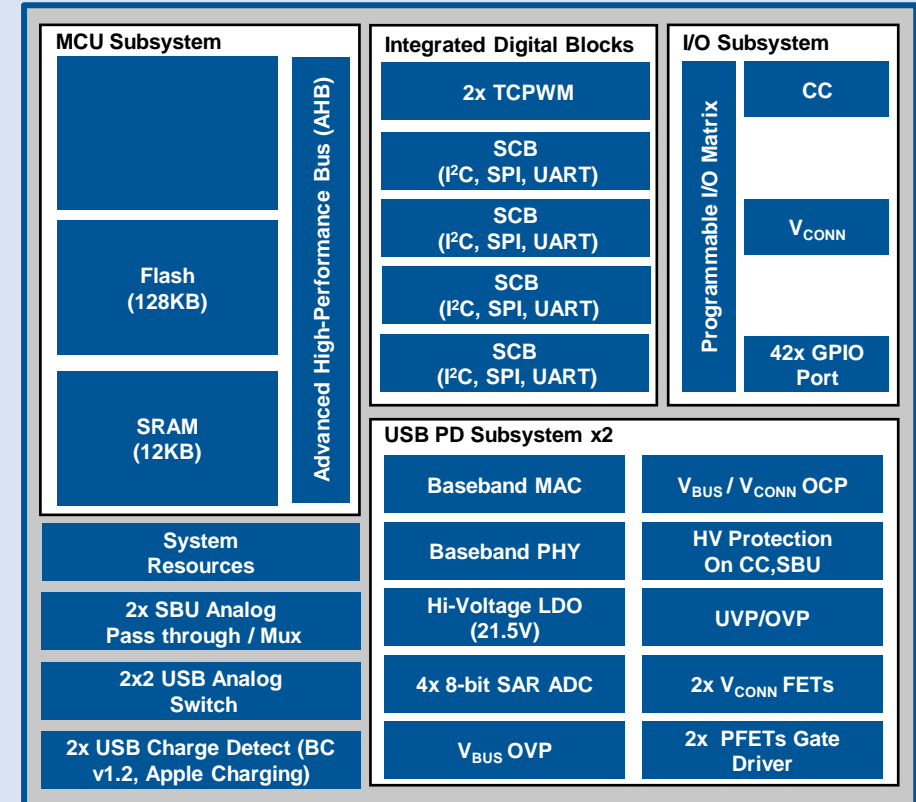 MCU Subsystem
Advanced High-Performance Bus (AHB)
Flash
(128KB)
SRAM
(12KB)
Integrated Digital Blocks
2x TCPWM
SCB
(I²C, SPI, UART)
SCB
(I²C, SPI, UART)
SCB
(I²C, SPI, UART)
SCB
(I²C, SPI, UART)
I/O Subsystem
Programmable I/O Matrix
CC
VCONN
42x GPIO
Port
System
Resources
2x SBU Analog
Pass through / Mux
2x2 USB Analog
Switch
2x USB Charge Detect (BC
v1.2, Apple Charging)
USB PD Subsystem x2
Baseband MAC
Baseband PHY
Hi-Voltage LDO
(21.5V)
4x 8-bit SAR ADC
VBUS OVP
VBUS / VCONN OCP
HV Protection
On CC,SBU
UVP/OVP
2x VCONN FETs
2x PFETs Gate
Driver